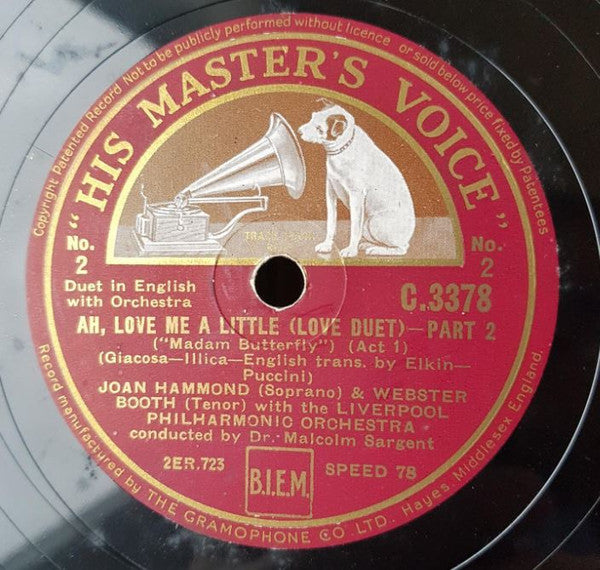 Copyright Patented Record Not to be publicly performed without licence or sold below price fixed by Patentees.
"HIS MASTER'S VOICE"
TRADE MARK
No.
2
No.
2
Duet in English
with Orchestra
C.3378
AH, LOVE ME A LITTLE (LOVE DUET)—PART 2
("Madam Butterfly") (Act 1)
(Giacosa—Illica—English trans. by Elkin—
Puccini)
JOAN HAMMOND (Soprano) & WEBSTER
BOOTH (Tenor) with the LIVERPOOL
PHILHARMONIC ORCHESTRA
conducted by Dr. Malcolm Sargent
2ER.723
B.I.E.M.
SPEED 78
Record manufactured by THE GRAMOPHONE CO. LTD. Hayes, Middlesex England.